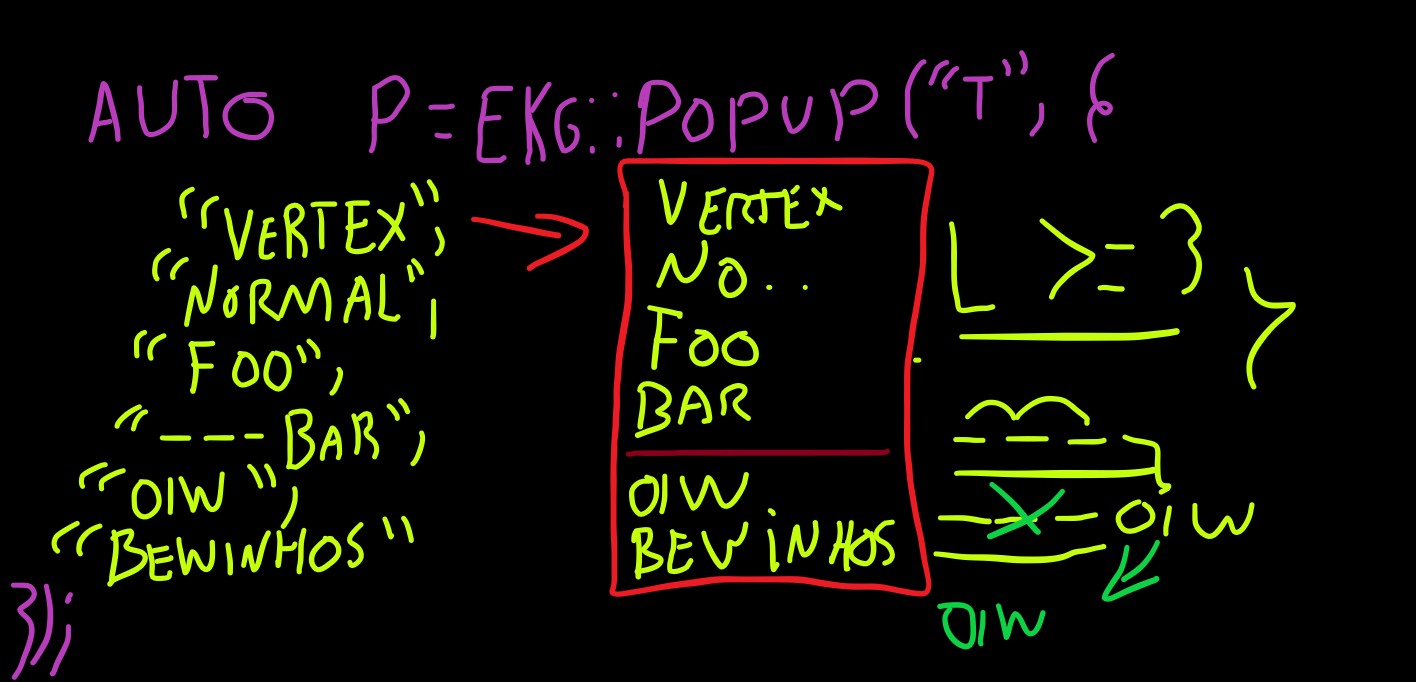 AUTO P = EKG::POPUP("T", {
"VERTEX",
"NORMAL",
"FOO",
"---BAR",
"OIW",
"BEWINHOS"
});
VERTEX
NO..
FOO
BAR
OIW
BEWINHOS
L >= 3
---
--- OiW
OIW